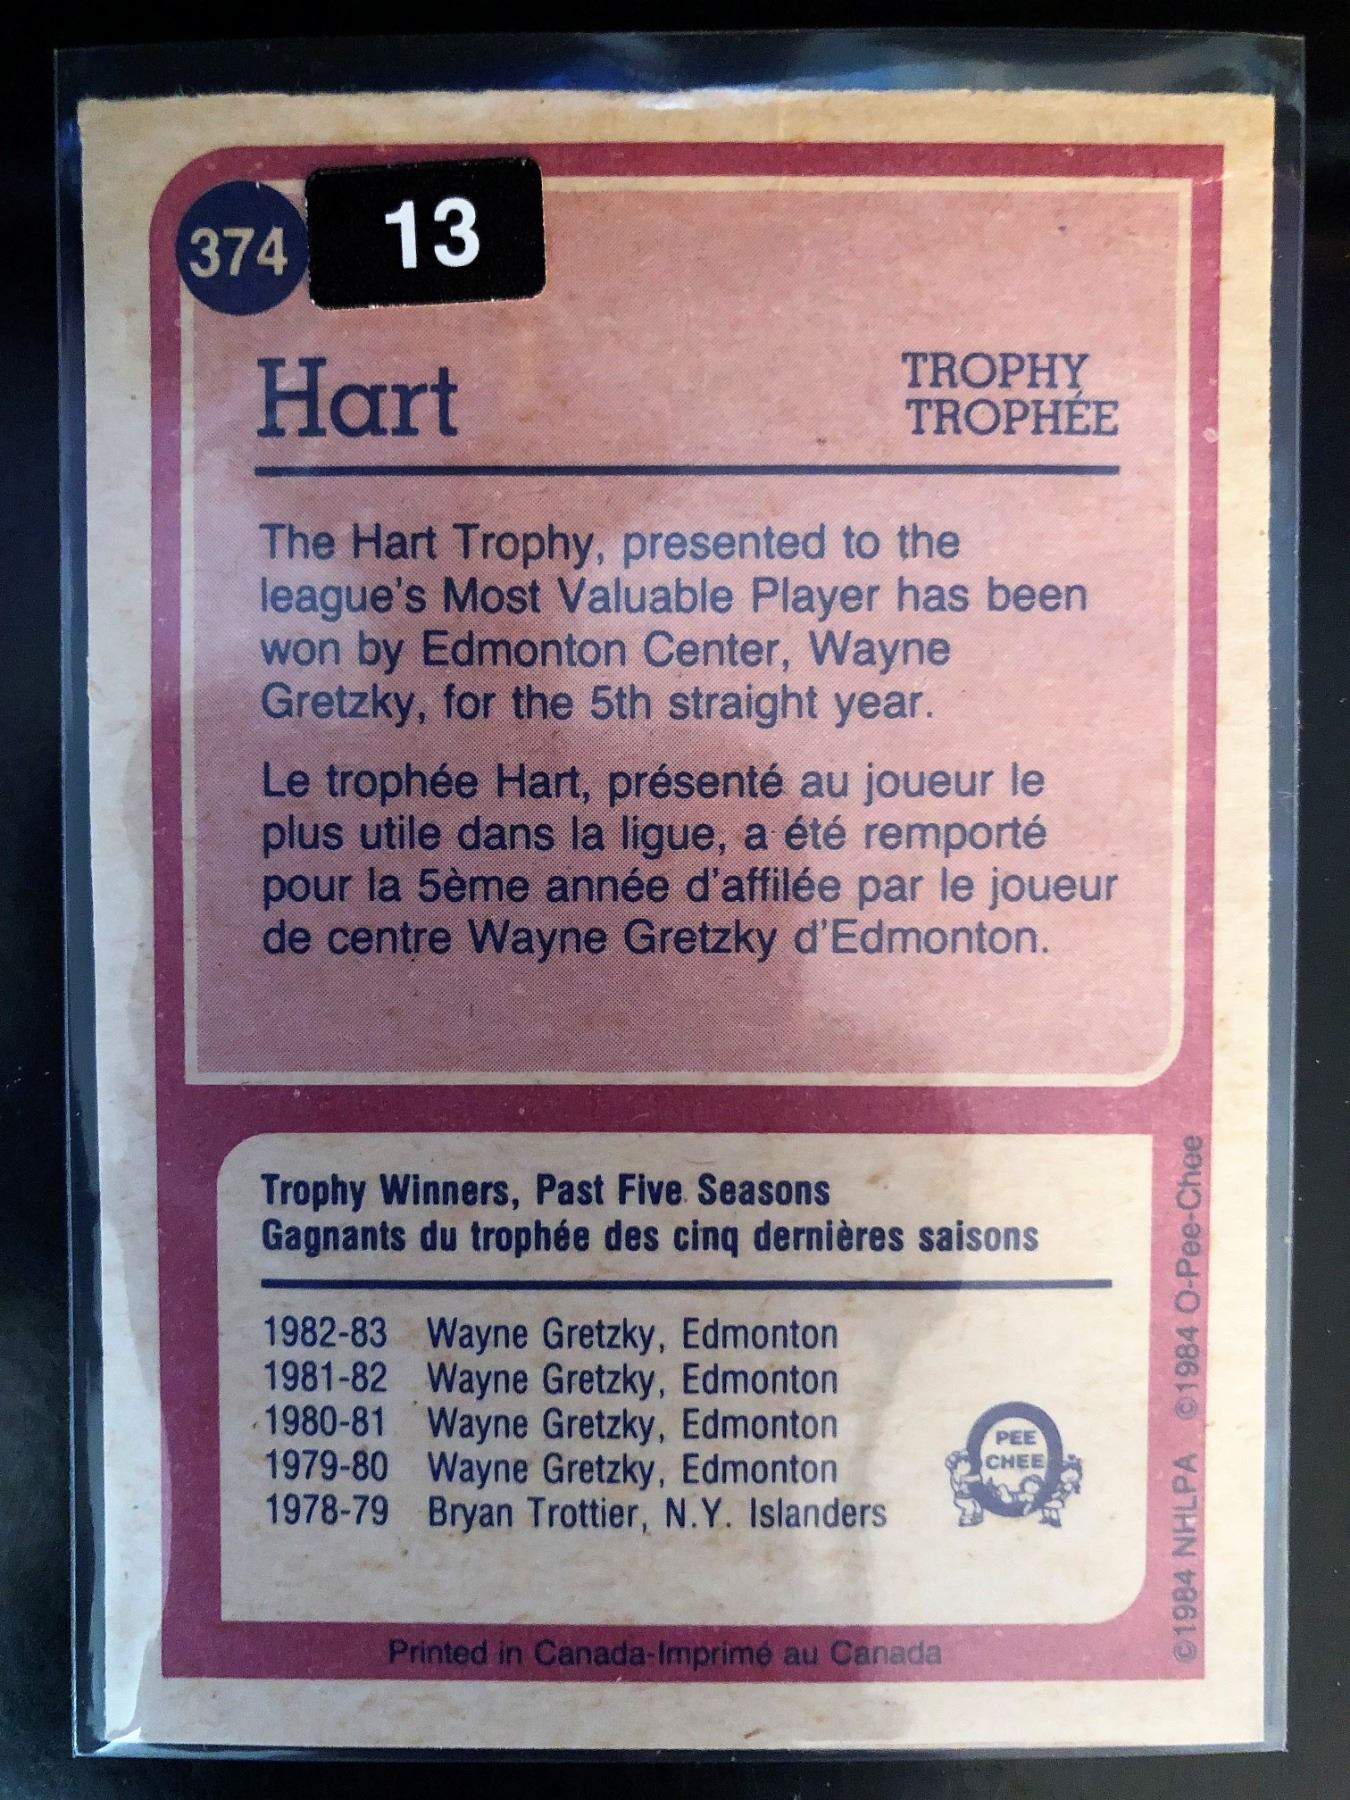 374
13
Hart
TROPHY
TROPHÉE
The Hart Trophy, presented to the
league's Most Valuable Player has been
won by Edmonton Center, Wayne
Gretzky, for the 5th straight year.
Le trophée Hart, présenté au joueur le
plus utile dans la ligue, a été remporté
pour la 5ème année d'affilée par le joueur
de centre Wayne Gretzky d'Edmonton.
Trophy Winners, Past Five Seasons
Gagnants du trophée des cinq dernières saisons
1982-83 Wayne Gretzky, Edmonton
1981-82 Wayne Gretzky, Edmonton
1980-81 Wayne Gretzky, Edmonton
1979-80 Wayne Gretzky, Edmonton
1978-79 Bryan Trottier, N.Y. Islanders
O
PEE
CHEE
©1984 NHLPA ©1984 O-Pee-Chee
Printed in Canada-Imprimé au Canada